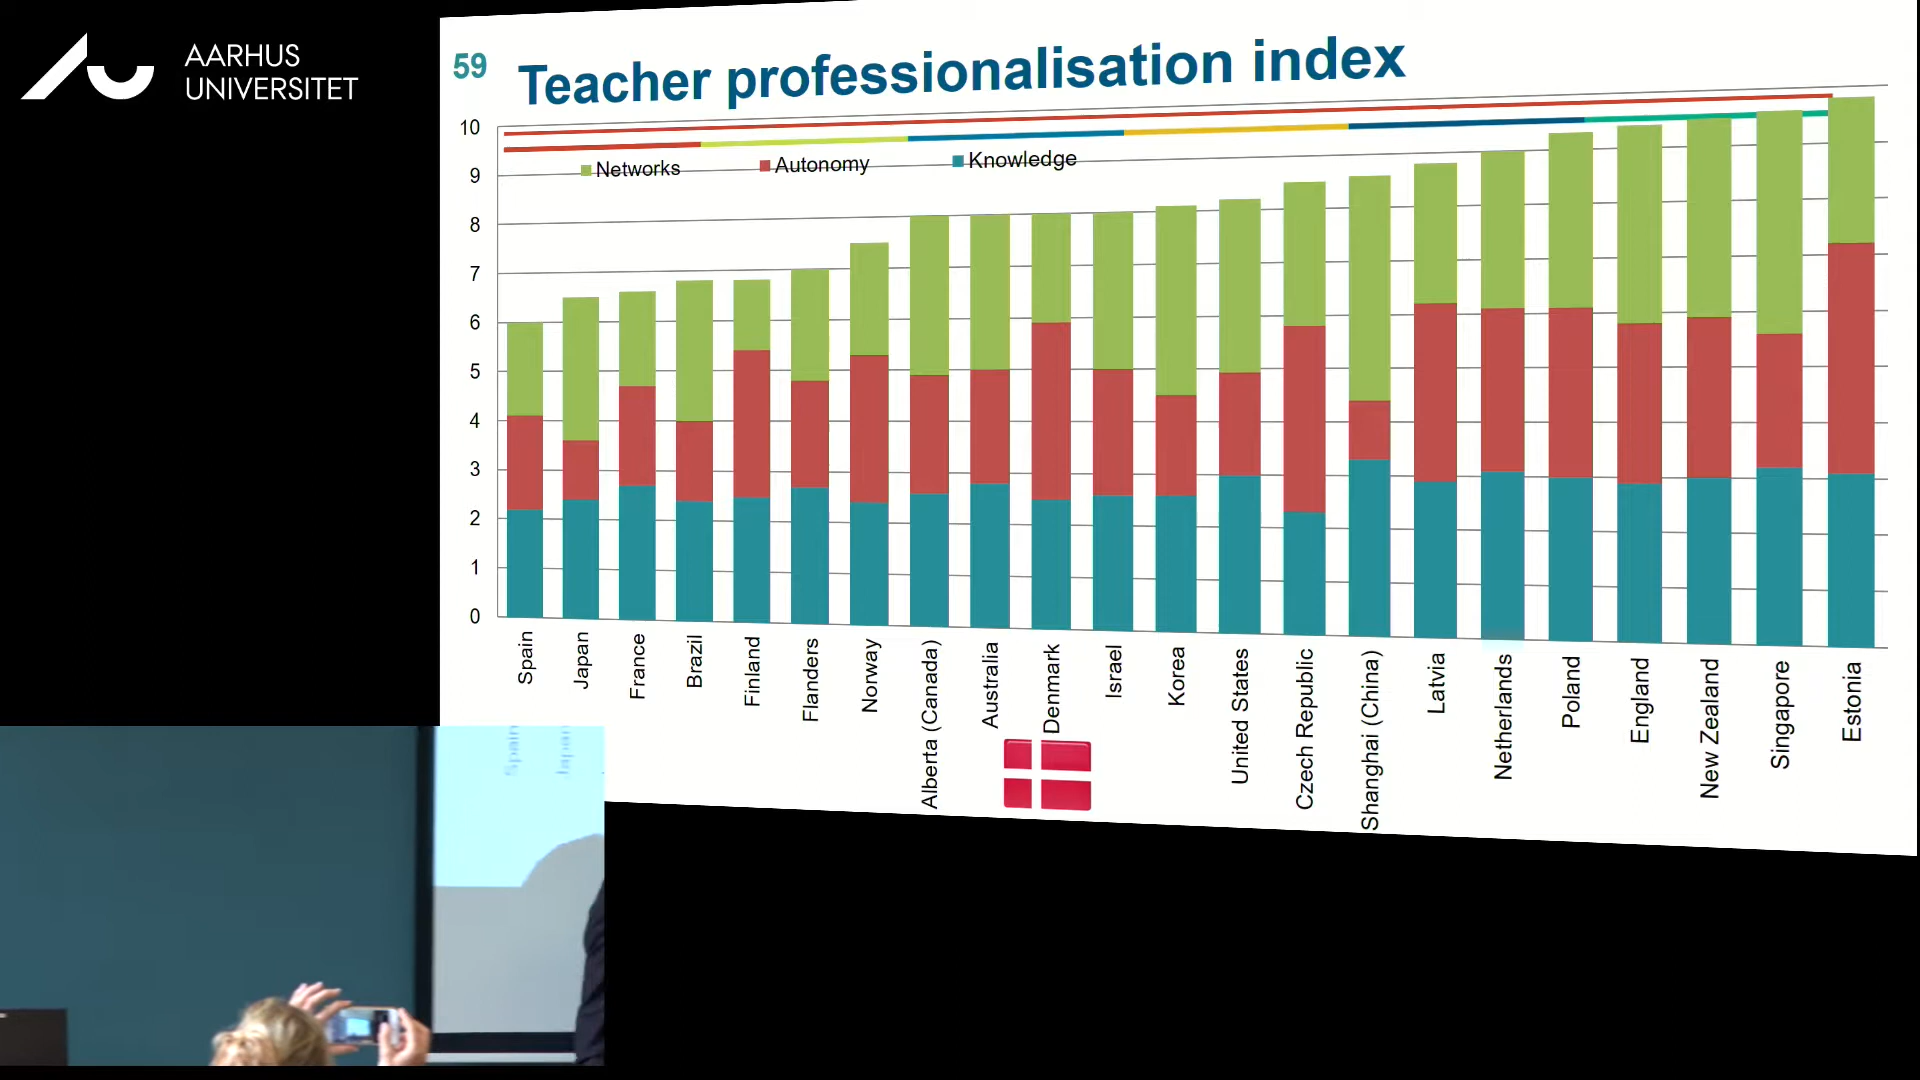 AARHUS
UNIVERSITET
59
Teacher professionalisation index
10
Networks
Autonomy
Knowledge
9
8
7
6
5
4
3
2
1
0
Spain
Japan
France
Brazil
Finland
Flanders
Norway
Alberta (Canada)
Australia
Denmark
Israel
Korea
United States
Czech Republic
Shanghai (China)
Latvia
Netherlands
Poland
England
New Zealand
Singapore
Estonia
Spain
Japan